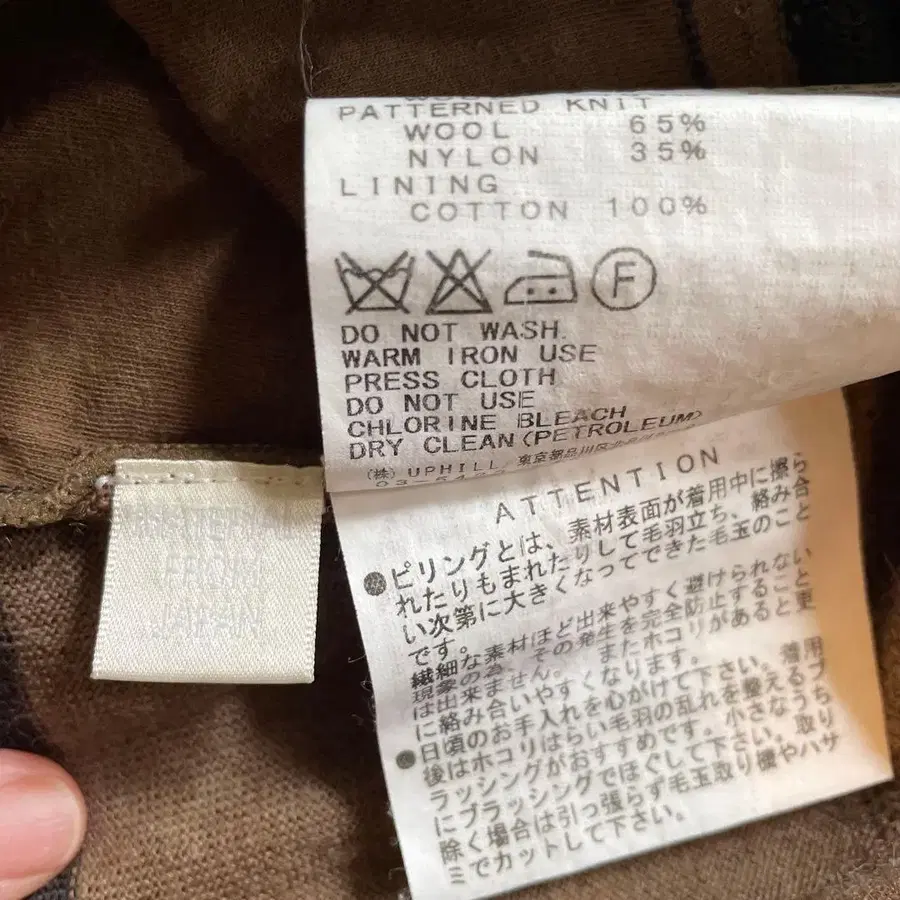 PATTERNED KNIT
WOOL 65%
NYLON 35%
LINING
COTTON 100%
F
DO NOT WASH.
WARM IRON USE
PRESS CLOTH
DO NOT USE
CHLORINE BLEACH
DRY CLEAN(PETROLEUM)
(株) UPHILL 東京都品川区
MATERIAL
FROM
JAPAN
ATTENTION
●ピリングとは、素材表面が着用中に擦ら
れたりもまれたりして毛羽立ち、絡み合
い次第に大きくなってできた毛玉のこと
です。
繊細な素材ほど出来やすく避けられない
現象の為、その発生を完全防止すること
は出来ません。またホコリがあると更
に絡み合いやすくなります。
●日頃のお手入れを心がけて下さい。着用
後はホコリはらい毛羽の乱れを整えるブ
ラッシングがおすすめです。小さなうち
にブラッシングでほぐして下さい。取り
除く場合は引っ張らず毛玉取り機やハサ
ミでカットして下さい。